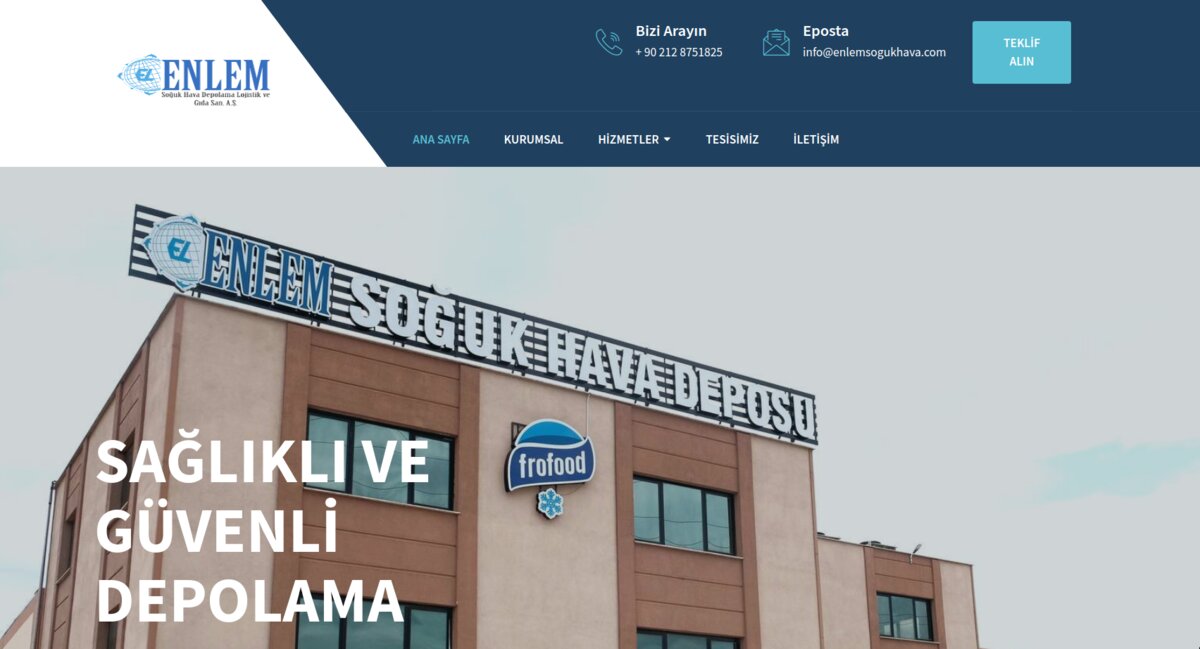 ENLEM
Soğuk Hava Depolama Lojistik ve
Gıda San. A.Ş.
Bizi Arayın
+ 90 212 8751825
Eposta
info@enlemsogukhava.com
TEKLİF
ALIN
ANA SAYFA
KURUMSAL
HİZMETLER
TESİSİMİZ
İLETİŞİM
EL ENLEM SOĞUK HAVA DEPOSU
frofood
SAĞLIKLI VE
GÜVENLİ
DEPOLAMA